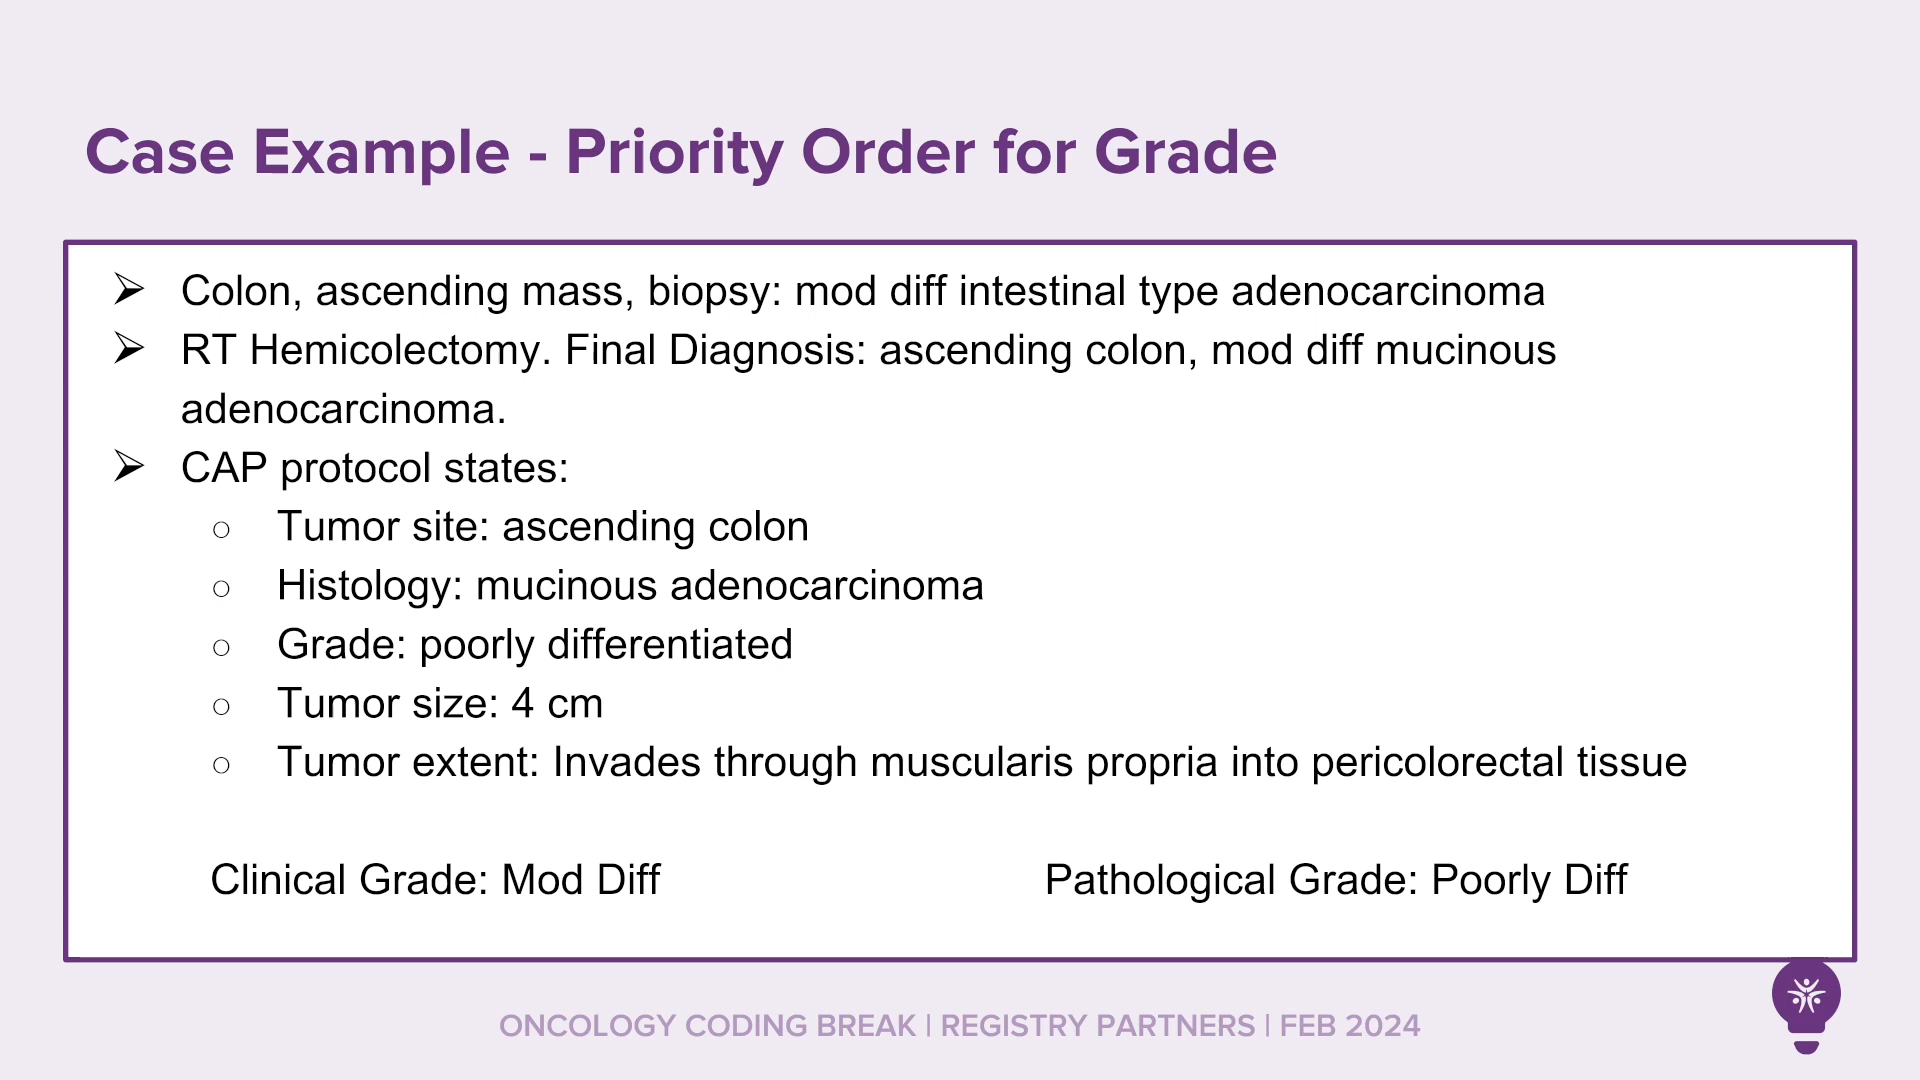 Case Example - Priority Order for Grade
➢ Colon, ascending mass, biopsy: mod diff intestinal type adenocarcinoma
➢ RT Hemicolectomy. Final Diagnosis: ascending colon, mod diff mucinous
adenocarcinoma.
➢ CAP protocol states:
○ Tumor site: ascending colon
○ Histology: mucinous adenocarcinoma
○ Grade: poorly differentiated
○ Tumor size: 4 cm
○ Tumor extent: Invades through muscularis propria into pericolorectal tissue
Clinical Grade: Mod Diff Pathological Grade: Poorly Diff
ONCOLOGY CODING BREAK | REGISTRY PARTNERS | FEB 2024